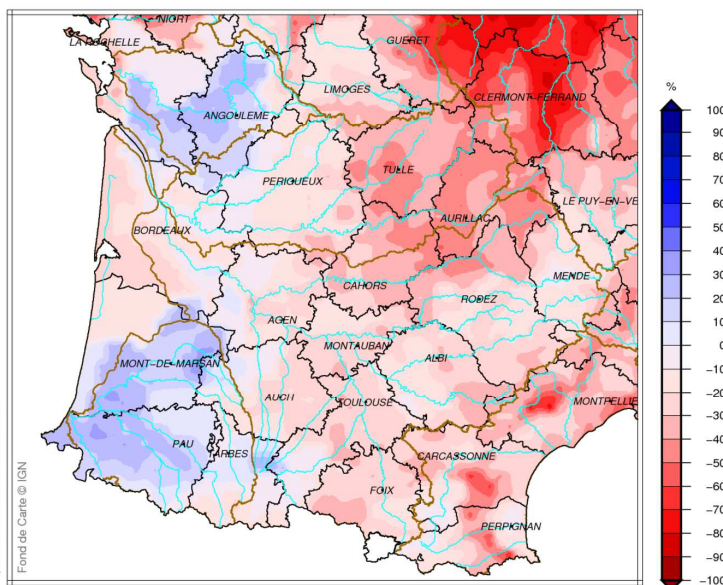 NIORT
LA ROCHELLE
GUERET
LIMOGES
CLERMONT-FERRAND
ANGOULEME
PERIGUEUX
TULLE
LE PUY-EN-VE
AURILLAC
BORDEAUX
MENDE
CAHORS
RODEZ
AGEN
MONTAUBAN
ALBI
MONT-DE-MARSAN
AUCH
TOULOUSE
MONTPELLIE
PAU
TARBES
CARCASSONNE
FOIX
PERPIGNAN
Fond de Carte © IGN
%
100
90
80
70
60
50
40
30
20
10
0
-10
-20
-30
-40
-50
-60
-70
-80
-90
-100